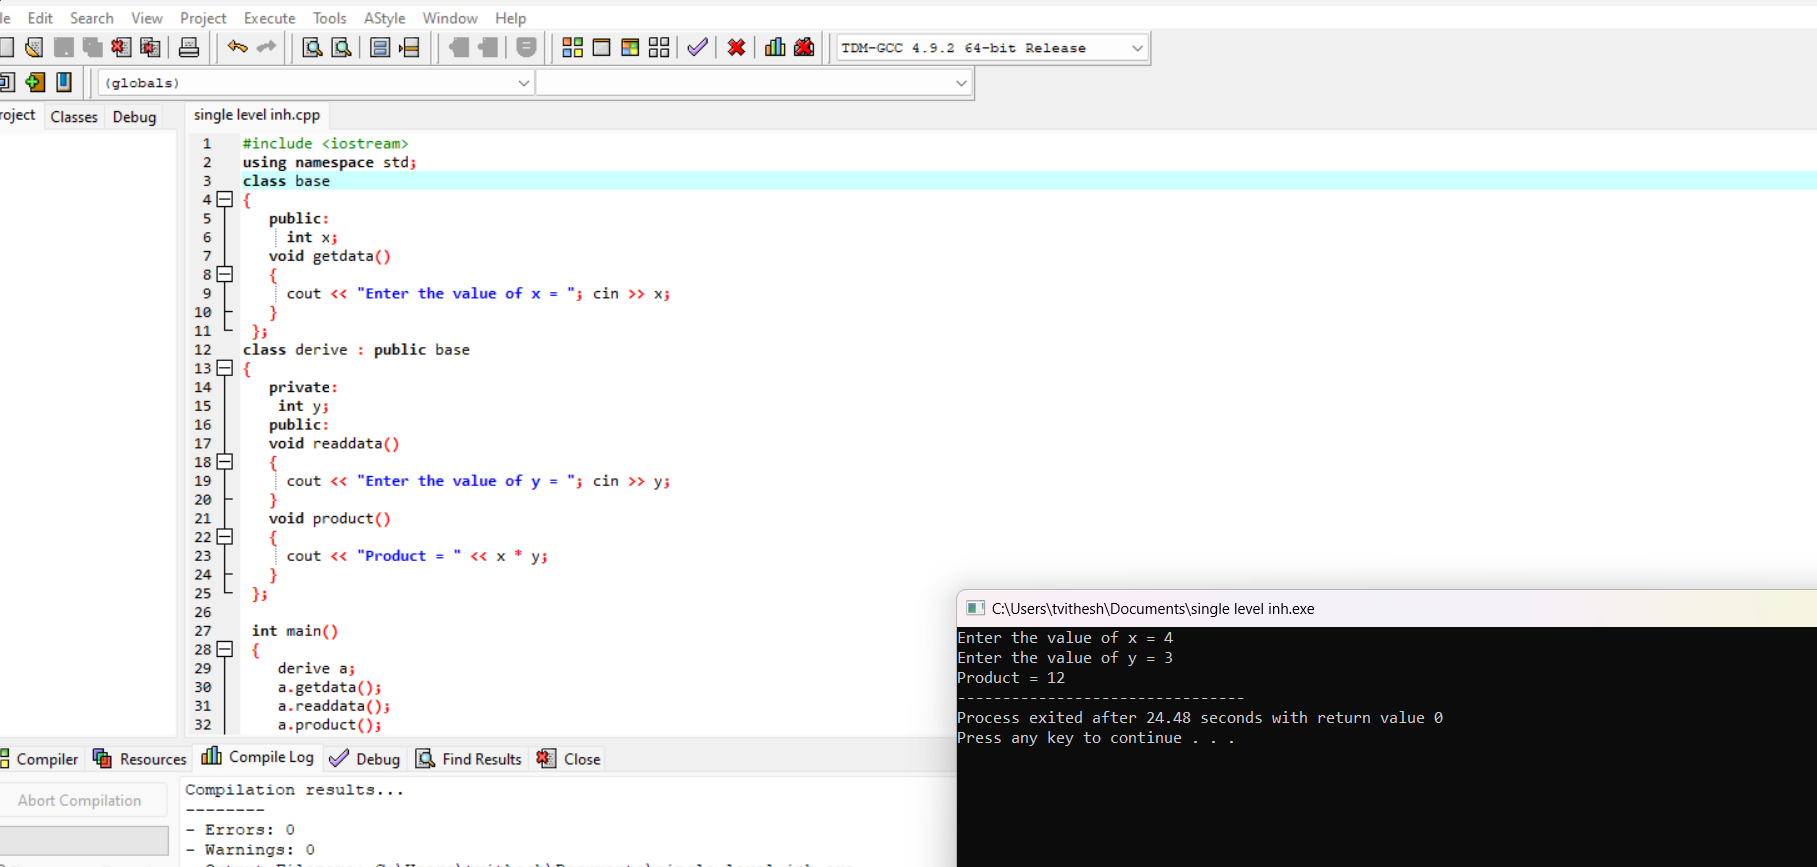 le Edit Search View Project Execute Tools AStyle Window Help
TDM-GCC 4.9.2 64-bit Release
(globals)
roject Classes Debug single level inh.cpp
1 #include <iostream>
2 using namespace std;
3 class base
4 {
5 public:
6 int x;
7 void getdata()
8 {
9 cout << "Enter the value of x = "; cin >> x;
10 }
11 };
12 class derive : public base
13 {
14 private:
15 int y;
16 public:
17 void readdata()
18 {
19 cout << "Enter the value of y = "; cin >> y;
20 }
21 void product()
22 {
23 cout << "Product = " << x * y;
24 }
25 };
26
27 int main()
28 {
29 derive a;
30 a.getdata();
31 a.readdata();
32 a.product();
C:\Users\tvithesh\Documents\single level inh.exe
Enter the value of x = 4
Enter the value of y = 3
Product = 12
--------------------------------
Process exited after 24.48 seconds with return value 0
Press any key to continue . . .
Compiler Resources Compile Log Debug Find Results Close
Abort Compilation
Compilation results...
--------
- Errors: 0
- Warnings: 0